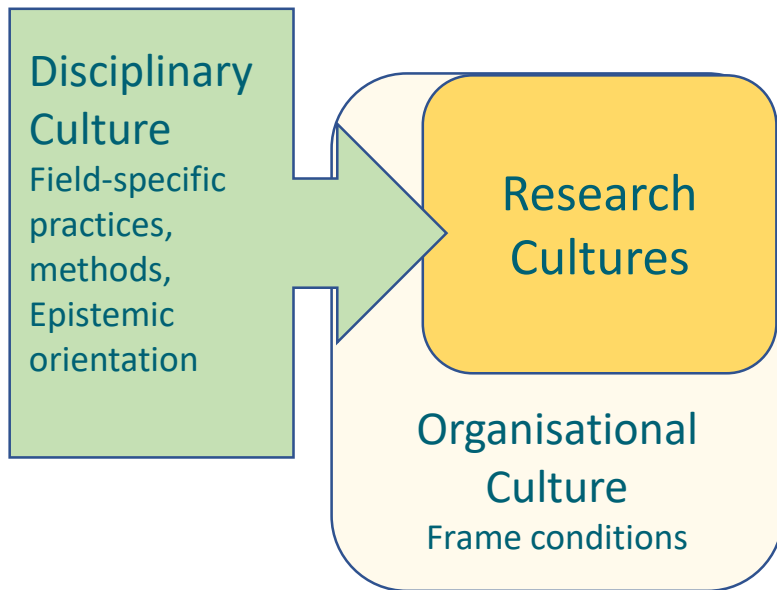 Disciplinary
Culture
Field-specific
practices,
methods,
Epistemic
orientation
Research
Cultures
Organisational
Culture
Frame conditions